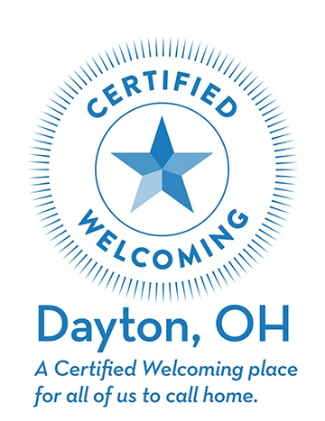 CERTIFIED
WELCOMING
Dayton, OH
A Certified Welcoming place
for all of us to call home.